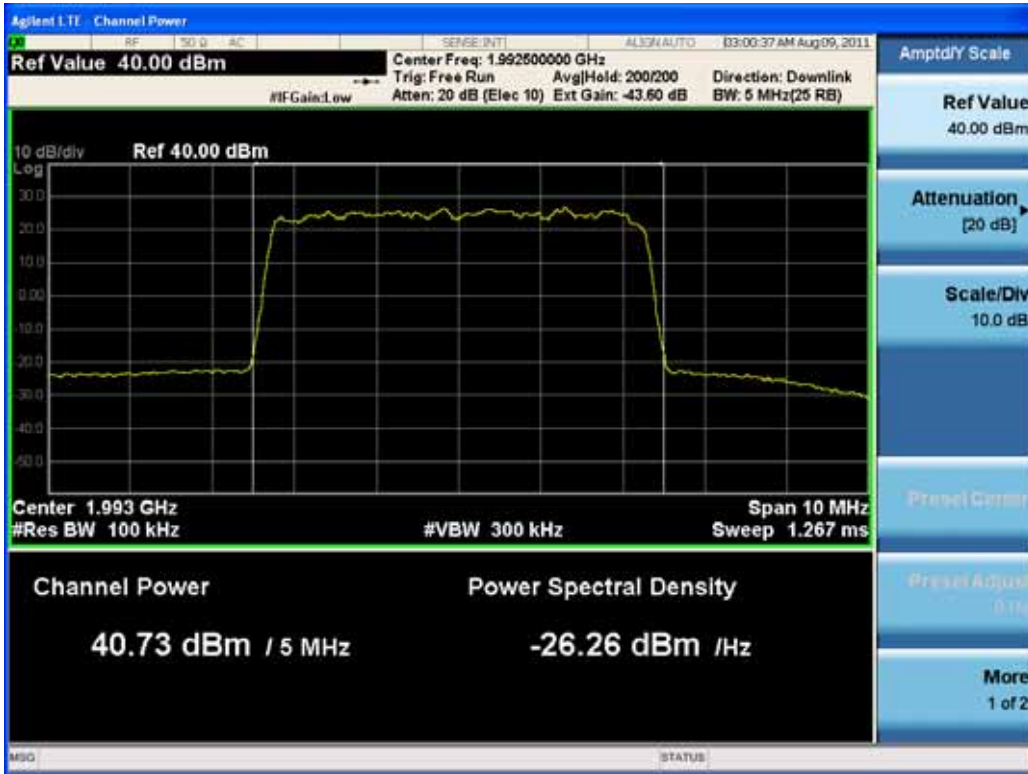 Agilent LTE - Channel Power
RF 50 Ω AC SENSE:INT ALIGN AUTO 03:00:37 AM Aug 09, 2011
Ref Value 40.00 dBm
Center Freq: 1.992500000 GHz
Trig: Free Run Avg|Hold: 200/200 Direction: Downlink
#IFGain:Low Atten: 20 dB (Elec 10) Ext Gain: -43.60 dB BW: 5 MHz(25 RB)
10 dB/div Ref 40.00 dBm
Log
30.0
20.0
10.0
0.00
-10.0
-20.0
-30.0
-40.0
-50.0
Center 1.993 GHz Span 10 MHz
#Res BW 100 kHz #VBW 300 kHz Sweep 1.267 ms
Channel Power Power Spectral Density
40.73 dBm / 5 MHz -26.26 dBm /Hz
MSG STATUS
Amptd/Y Scale
Ref Value
40.00 dBm
Attenuation
[20 dB]
Scale/Div
10.0 dB
Presel Center
Presel Adjust
More
1 of 2